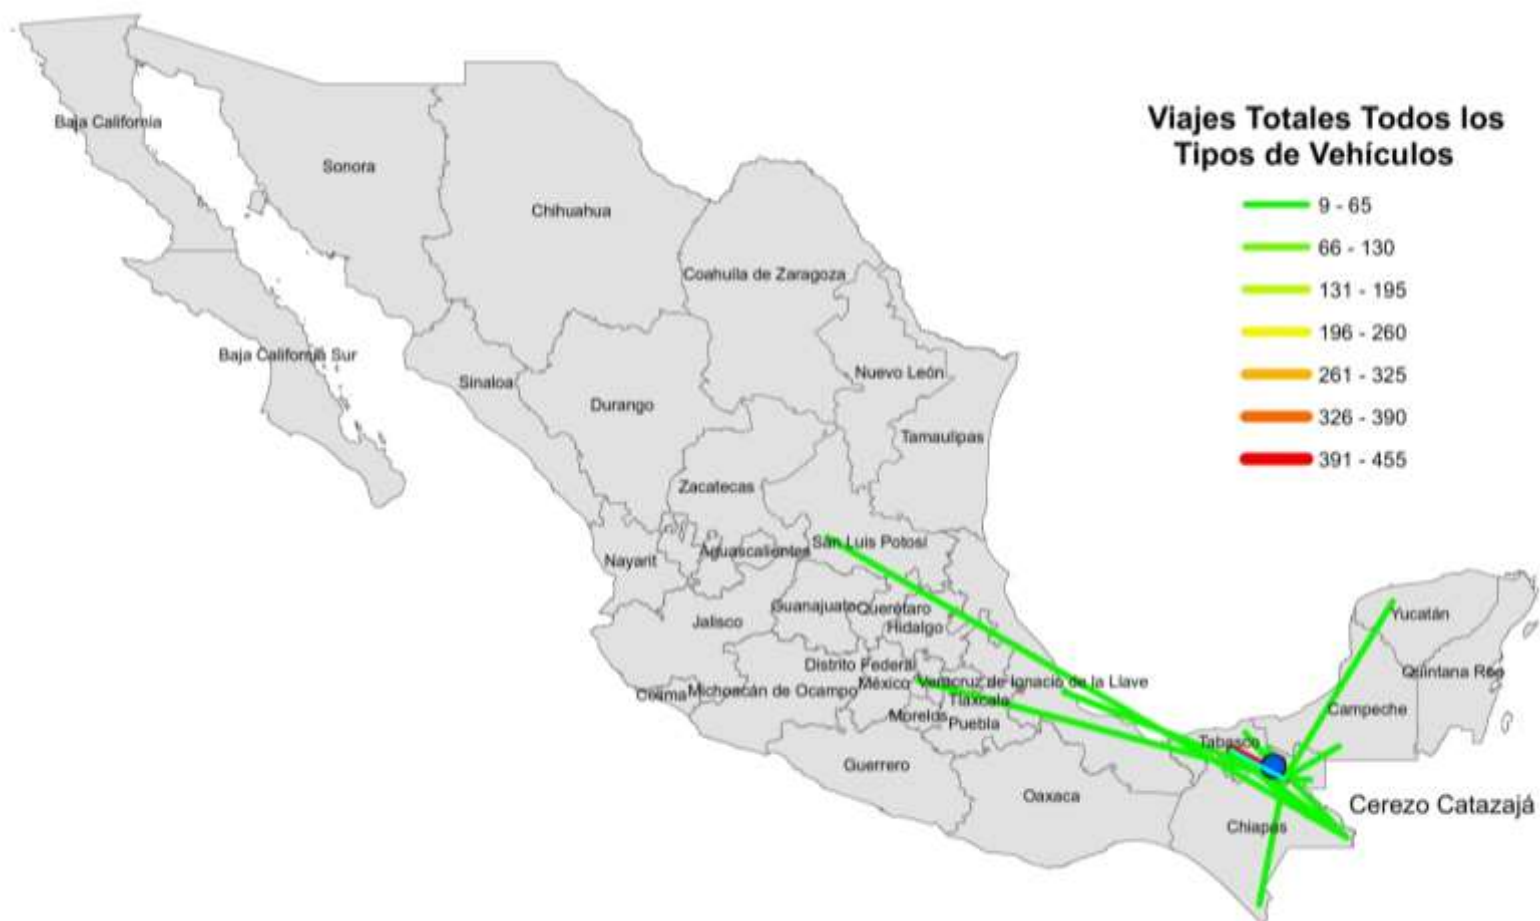 Viajes Totales Todos los
Tipos de Vehículos
9 - 65
66 - 130
131 - 195
196 - 260
261 - 325
326 - 390
391 - 455
Baja California
Sonora
Chihuahua
Coahuila de Zaragoza
Baja California Sur
Sinaloa
Durango
Nuevo León
Tamaulipas
Zacatecas
Nayarit
Aguascalientes
San Luis Potosí
Guanajuato
Querétaro
Hidalgo
Jalisco
Yucatán
Distrito Federal
México
Veracruz de Ignacio de la Llave
Quintana Roo
Colima
Michoacán de Ocampo
Tlaxcala
Campeche
Morelos
Puebla
Tabasco
Guerrero
Oaxaca
Cerezo Catazajá
Chiapas